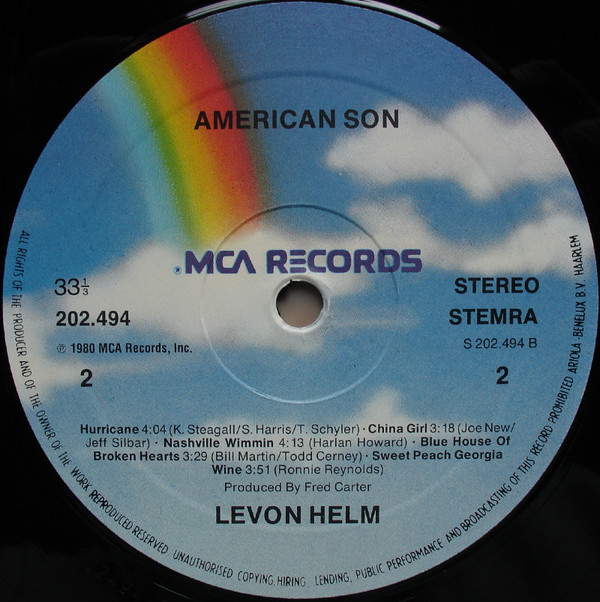 AMERICAN SON
MCA RECORDS
33⅓
202.494
℗ 1980 MCA Records, Inc.
2
STEREO
STEMRA
S 202.494 B
2
Hurricane 4:04 (K. Steagall/S. Harris/T. Schyler) · China Girl 3:18 (Joe New/
Jeff Silbar) · Nashville Wimmin 4:13 (Harlan Howard) · Blue House Of
Broken Hearts 3:29 (Bill Martin/Todd Cerney) · Sweet Peach Georgia
Wine 3:51 (Ronnie Reynolds)
Produced By Fred Carter
LEVON HELM
ALL RIGHTS OF THE PRODUCER AND OF THE OWNER OF THE WORK REPRODUCED RESERVED. UNAUTHORISED COPYING, HIRING, LENDING, PUBLIC PERFORMANCE AND BROADCASTING OF THIS RECORD PROHIBITED ARIOLA-BENELUX B.V. HAARLEM